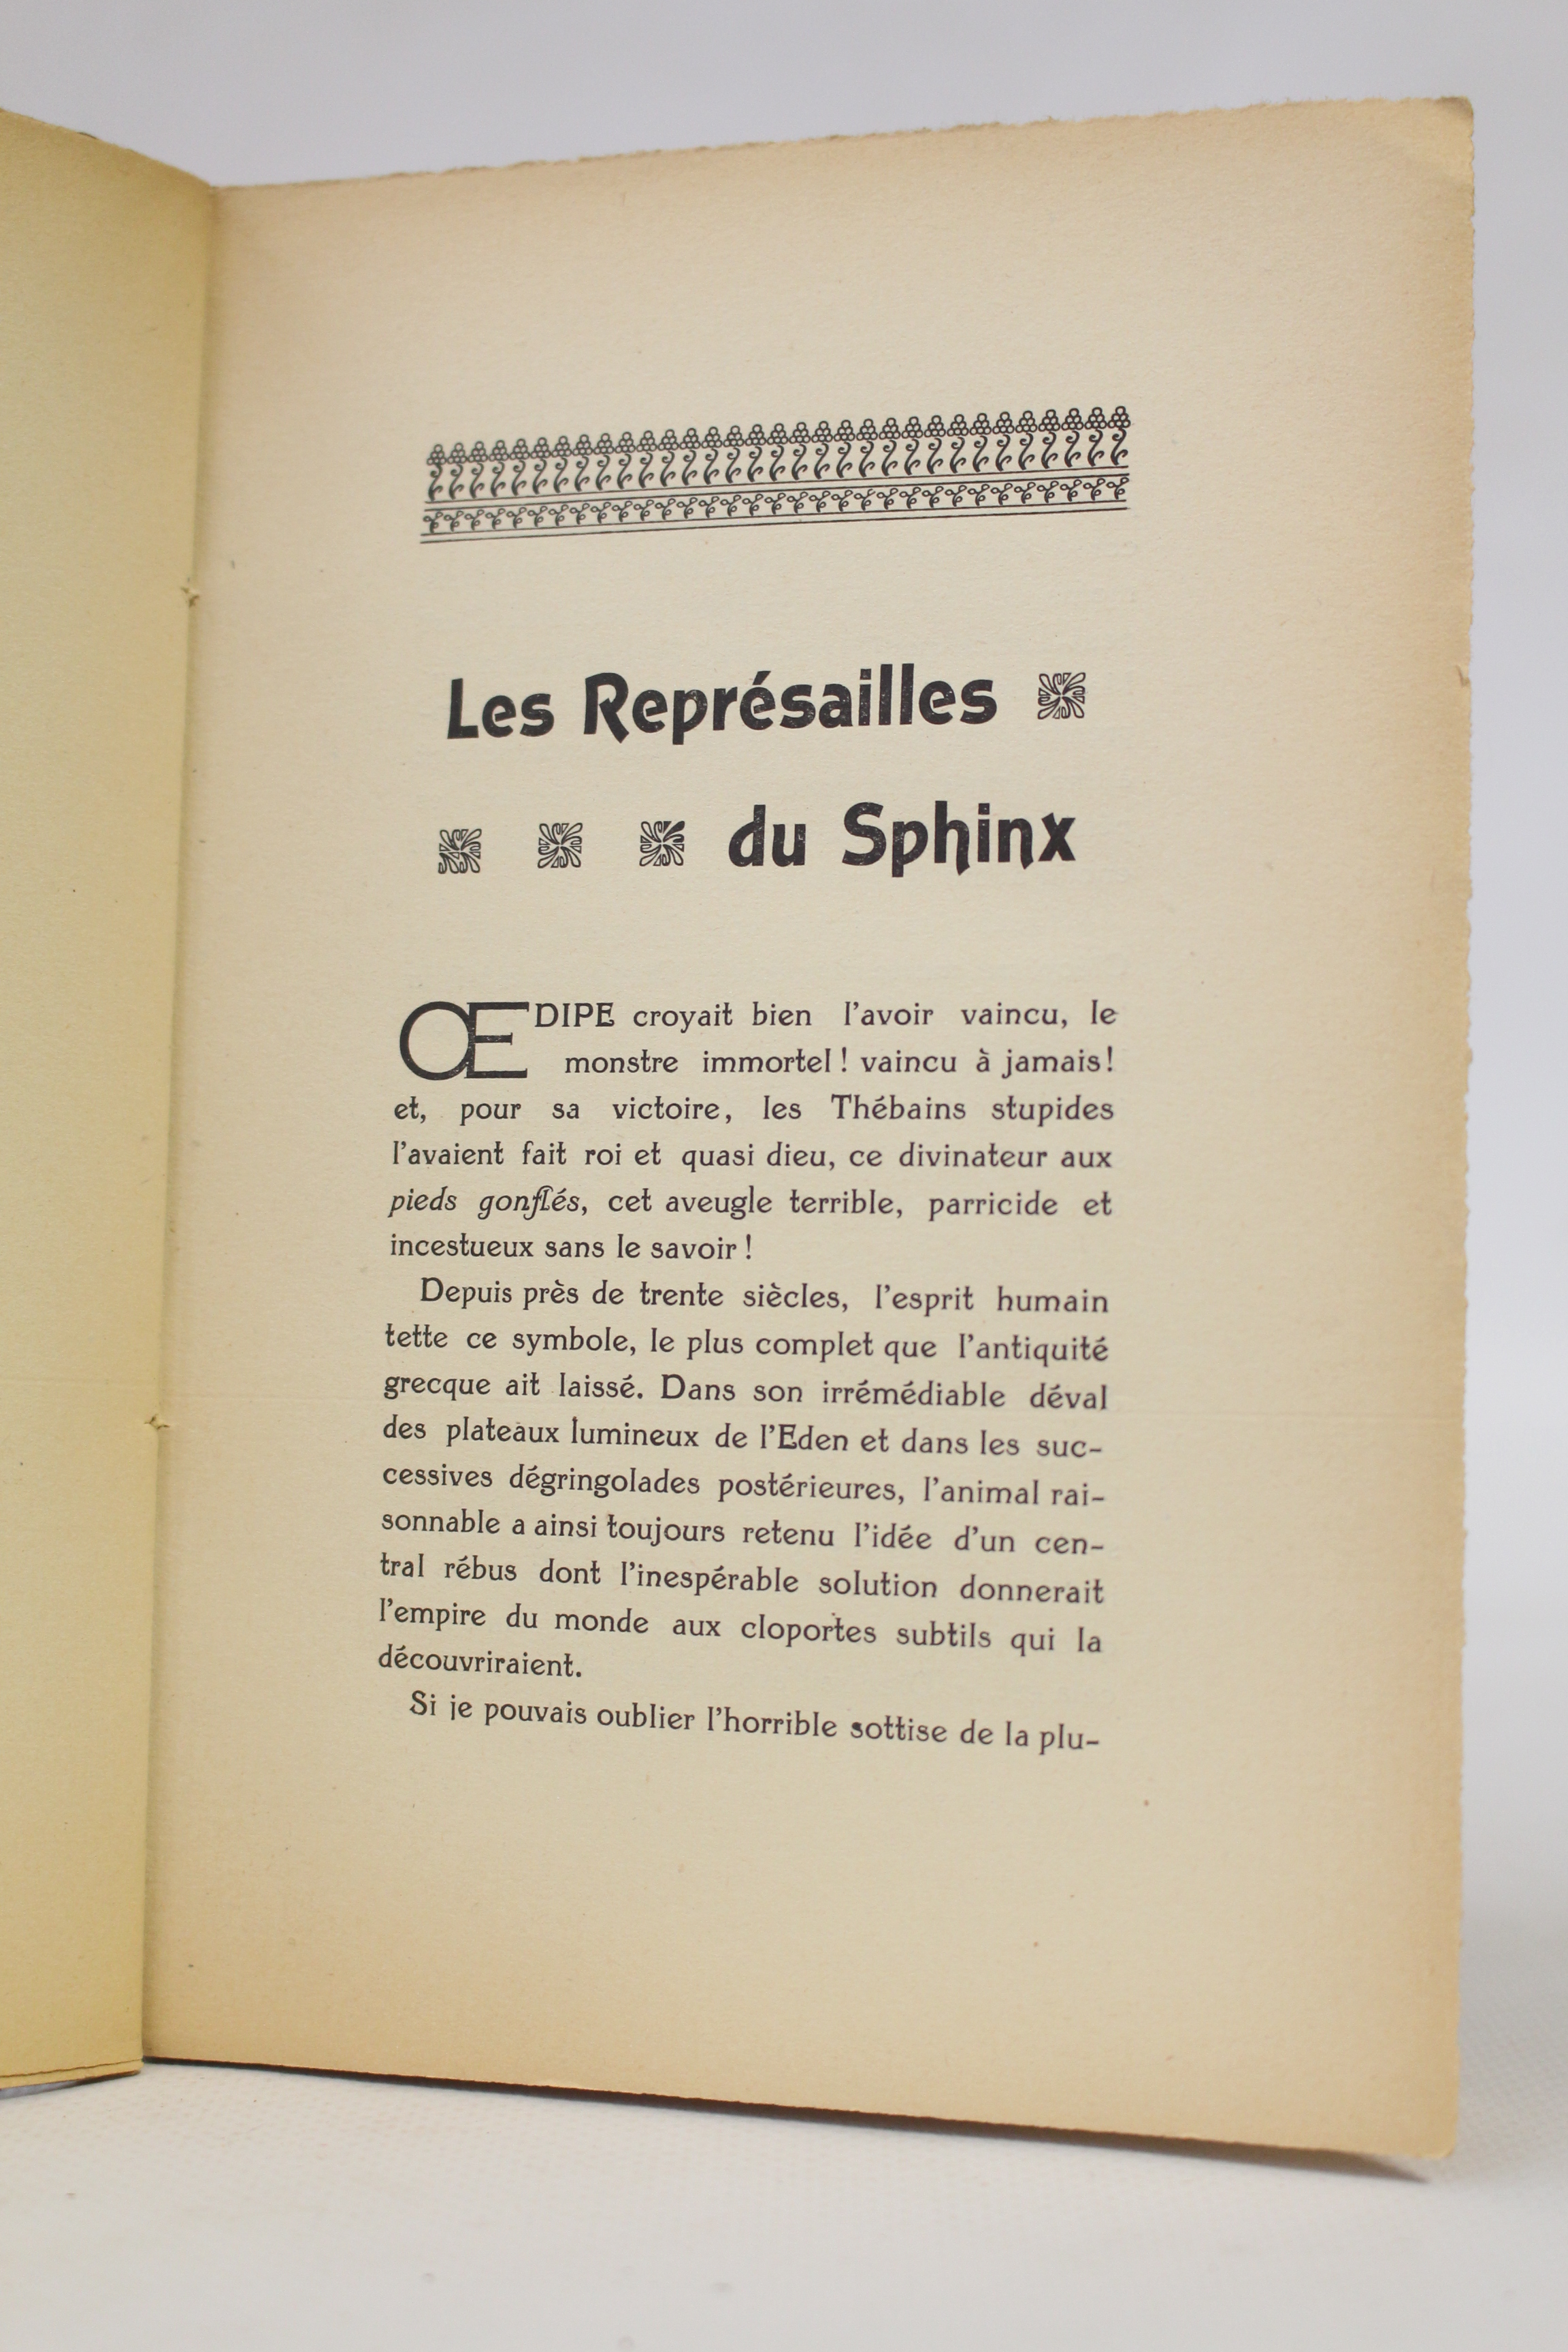 Les Représailles
du Sphinx
ŒDIPE croyait bien l'avoir vaincu, le
monstre immortel ! vaincu à jamais !
et, pour sa victoire, les Thébains stupides
l'avaient fait roi et quasi dieu, ce divinateur aux
pieds gonflés, cet aveugle terrible, parricide et
incestueux sans le savoir !
Depuis près de trente siècles, l'esprit humain
tette ce symbole, le plus complet que l'antiquité
grecque ait laissé. Dans son irrémédiable déval
des plateaux lumineux de l'Eden et dans les suc-
cessives dégringolades postérieures, l'animal rai-
sonnable a ainsi toujours retenu l'idée d'un cen-
tral rébus dont l'inespérable solution donnerait
l'empire du monde aux cloportes subtils qui la
découvriraient.
Si je pouvais oublier l'horrible sottise de la plu-